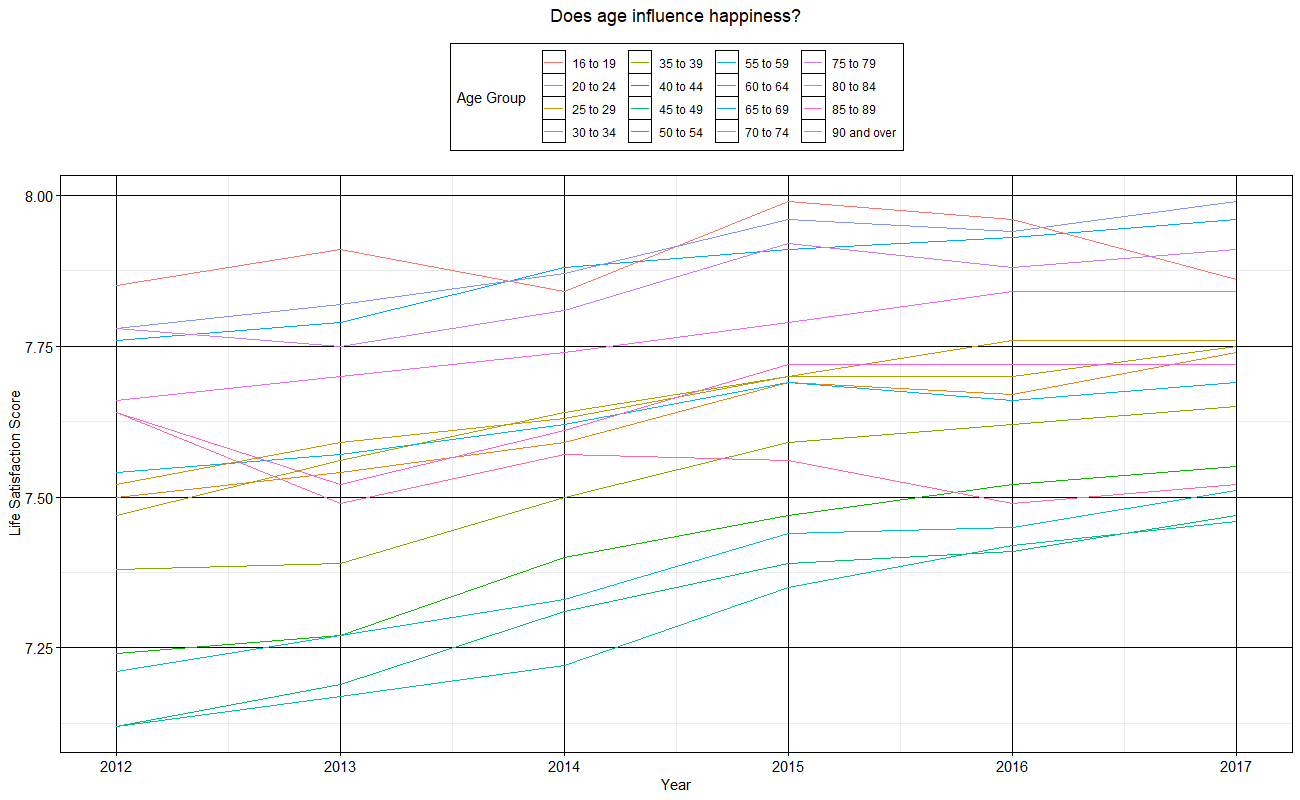 Does age influence happiness?
Age Group
16 to 19 35 to 39 55 to 59 75 to 79
20 to 24 40 to 44 60 to 64 80 to 84
25 to 29 45 to 49 65 to 69 85 to 89
30 to 34 50 to 54 70 to 74 90 and over
Life Satisfaction Score
8.00
7.75
7.50
7.25
2012 2013 2014 2015 2016 2017
Year